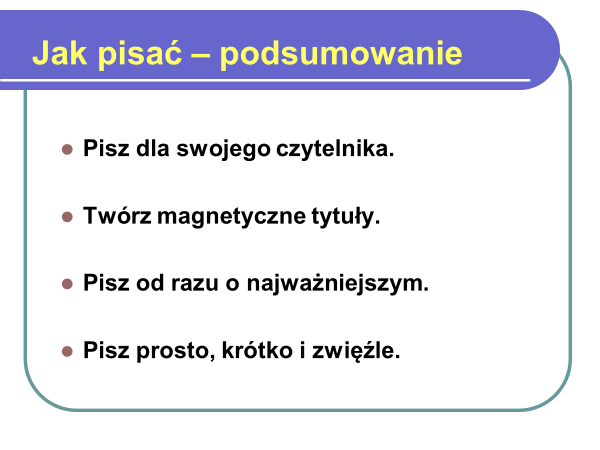 Jak pisać – podsumowanie
Pisz dla swojego czytelnika.
Twórz magnetyczne tytuły.
Pisz od razu o najważniejszym.
Pisz prosto, krótko i zwięźle.